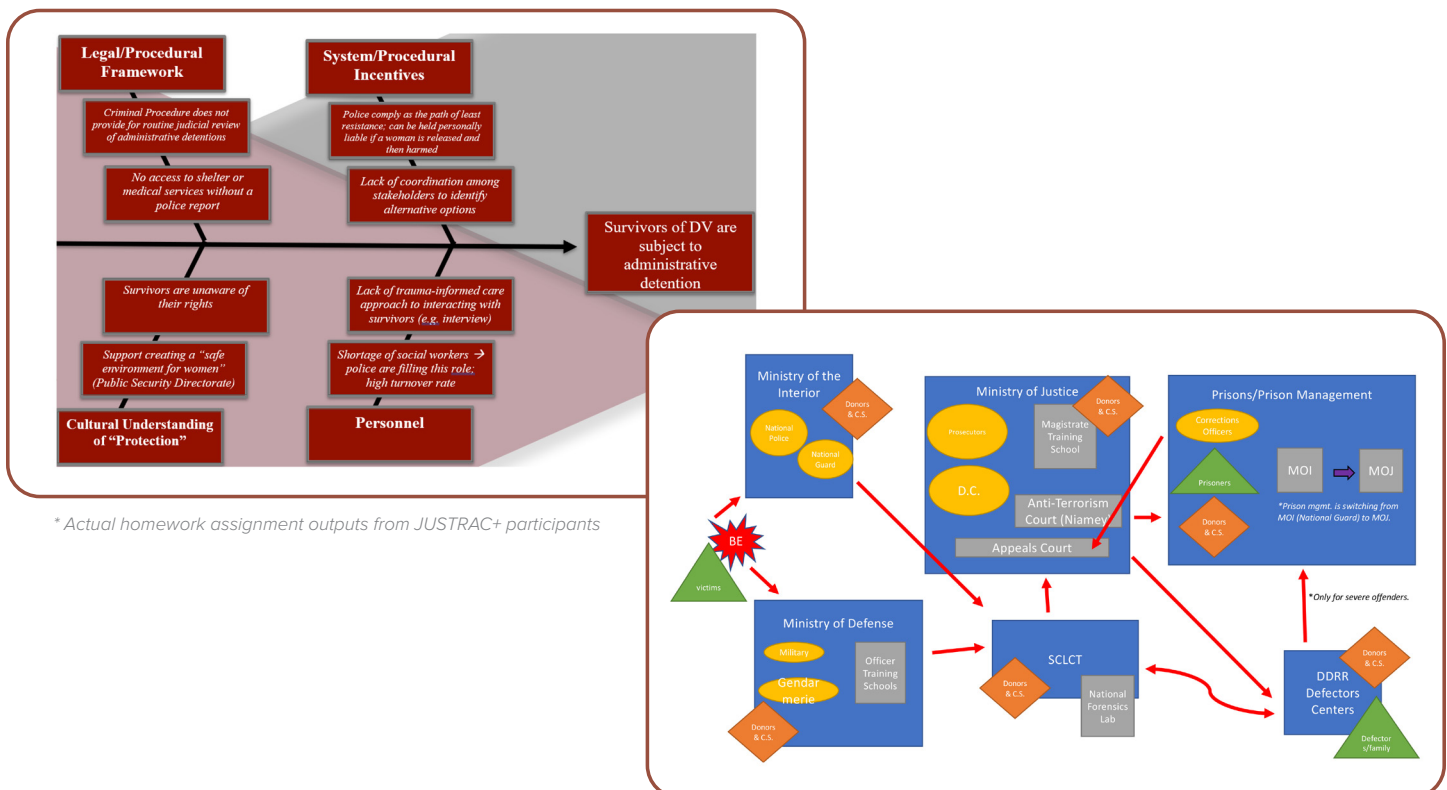 Legal/Procedural
Framework
System/Procedural
Incentives
Criminal Procedure does not
provide for routine judicial review
of administrative detentions
Police comply as the path of least
resistance; can be held personally
liable if a woman is released and
then harmed
No access to shelter or
medical services without a
police report
Lack of coordination among
stakeholders to identify
alternative options
Survivors of DV are
subject to
administrative
detention
Survivors are unaware of
their rights
Lack of trauma-informed care
approach to interacting with
survivors (e.g. interview)
Support creating a “safe
environment for women”
(Public Security Directorate)
Shortage of social workers →
police are filling this role;
high turnover rate
Cultural Understanding
of “Protection”
Personnel
* Actual homework assignment outputs from JUSTRAC+ participants
Ministry of the
Interior
Donors
& C.S.
National
Police
National
Guard
Ministry of Justice
Donors
& C.S.
Prosecutors
Magistrate
Training
School
D.C.
Anti-Terrorism
Court (Niamey)
Appeals Court
Prisons/Prison Management
Corrections
Officers
Prisoners
MOI
MOJ
*Prison mgmt. is switching from
MOI (National Guard) to MOJ.
Donors
& C.S.
BE
victims
Ministry of Defense
Military
Gendar
merie
Officer
Training
Schools
Donors
& C.S.
SCLCT
Donors
& C.S.
National
Forensics
Lab
*Only for severe offenders.
Donors
& C.S.
DDRR
Defectors
Centers
Defector
s/family